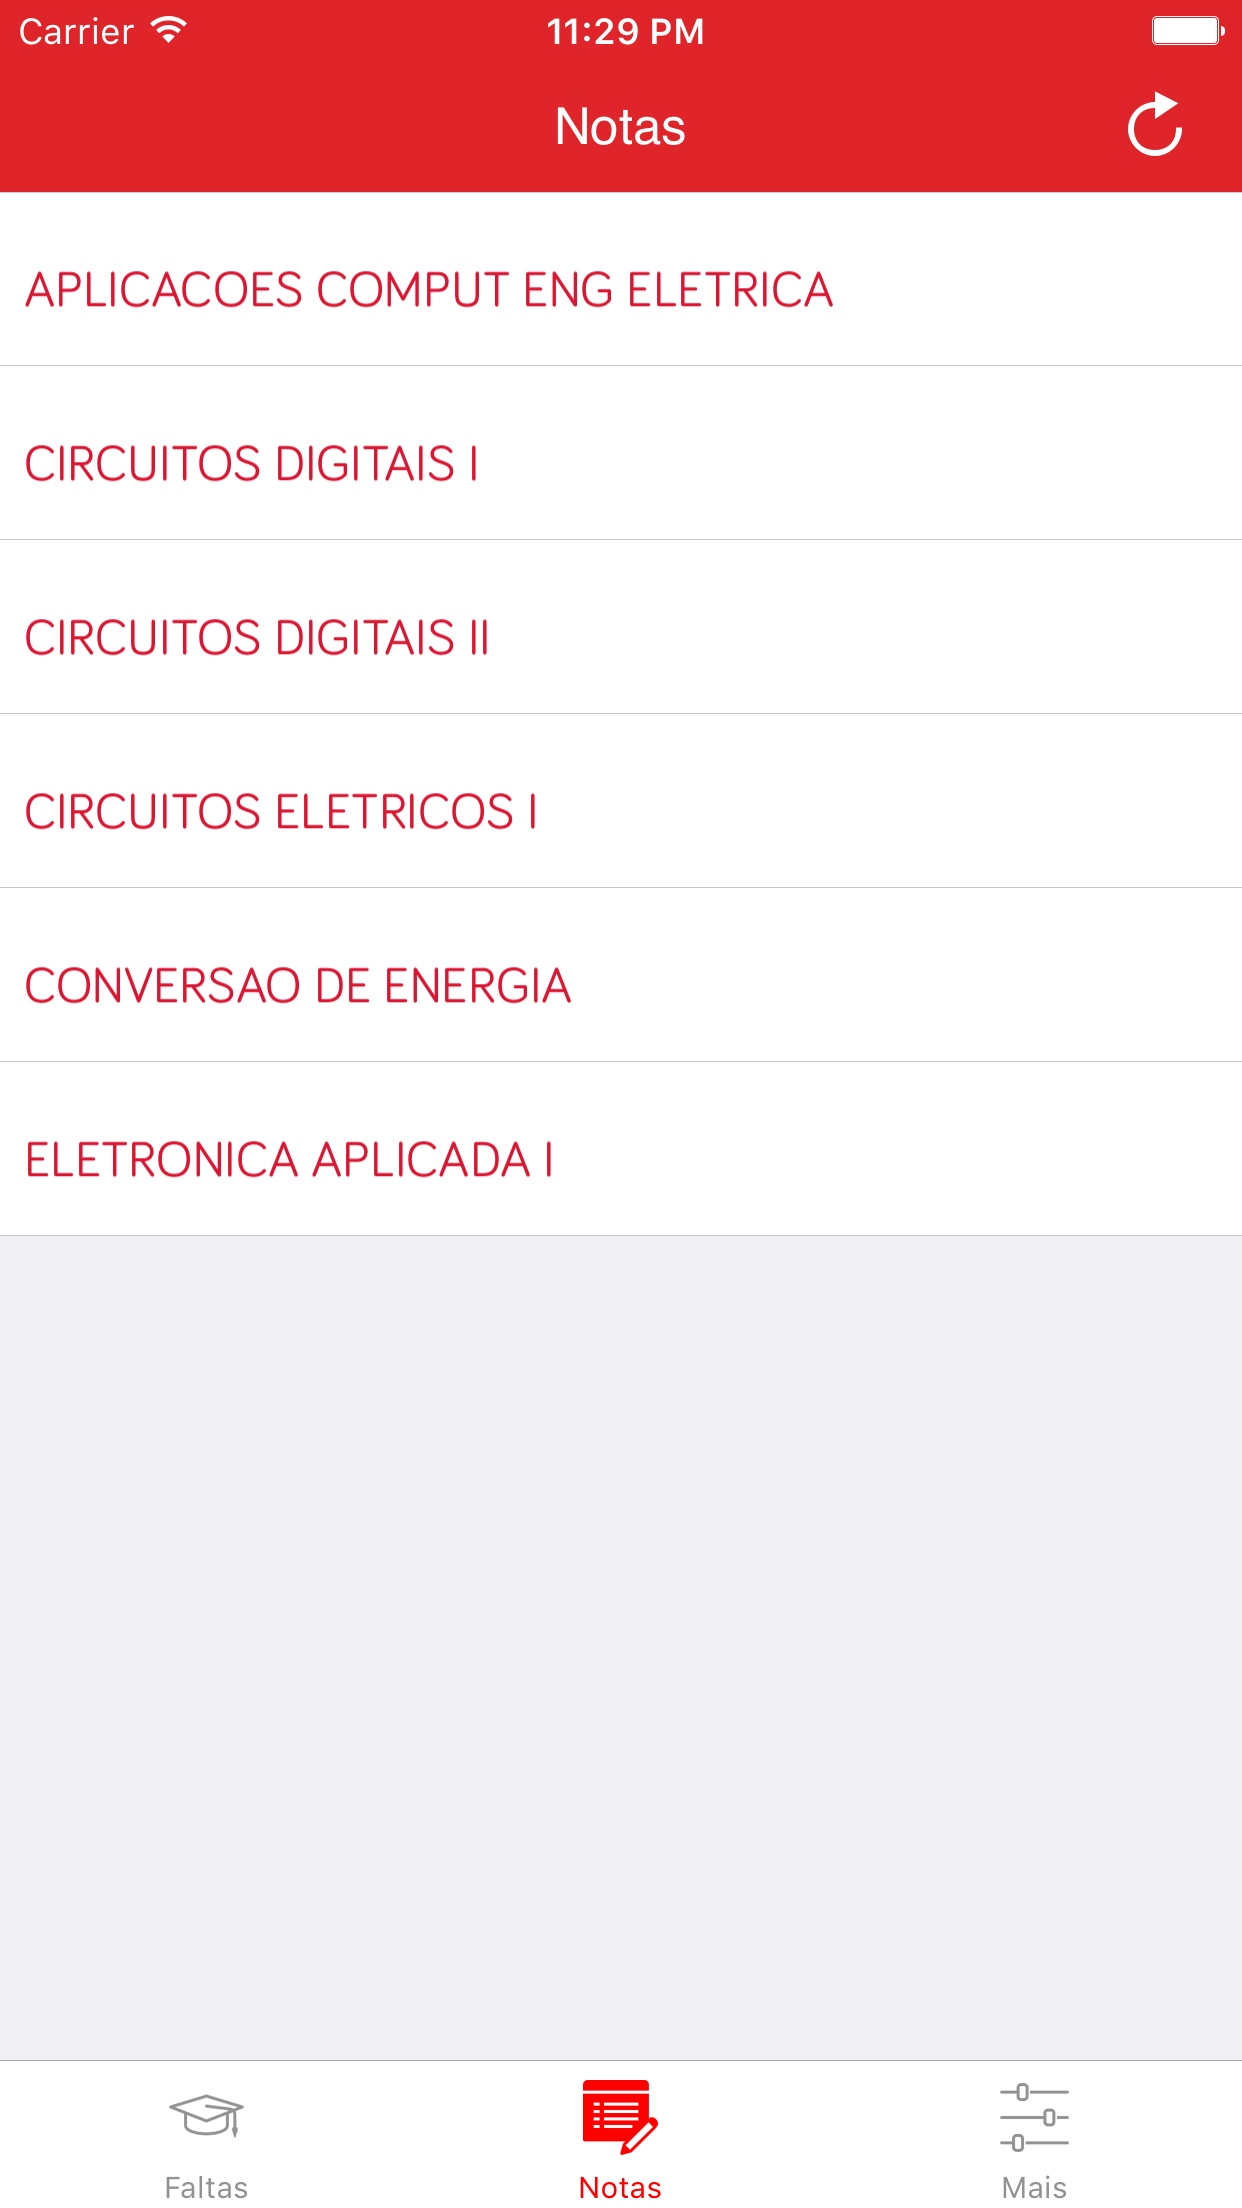 Carrier 11:29 PM
Notas
APLICACOES COMPUT ENG ELETRICA
CIRCUITOS DIGITAIS I
CIRCUITOS DIGITAIS II
CIRCUITOS ELETRICOS I
CONVERSAO DE ENERGIA
ELETRONICA APLICADA I
Faltas Notas Mais